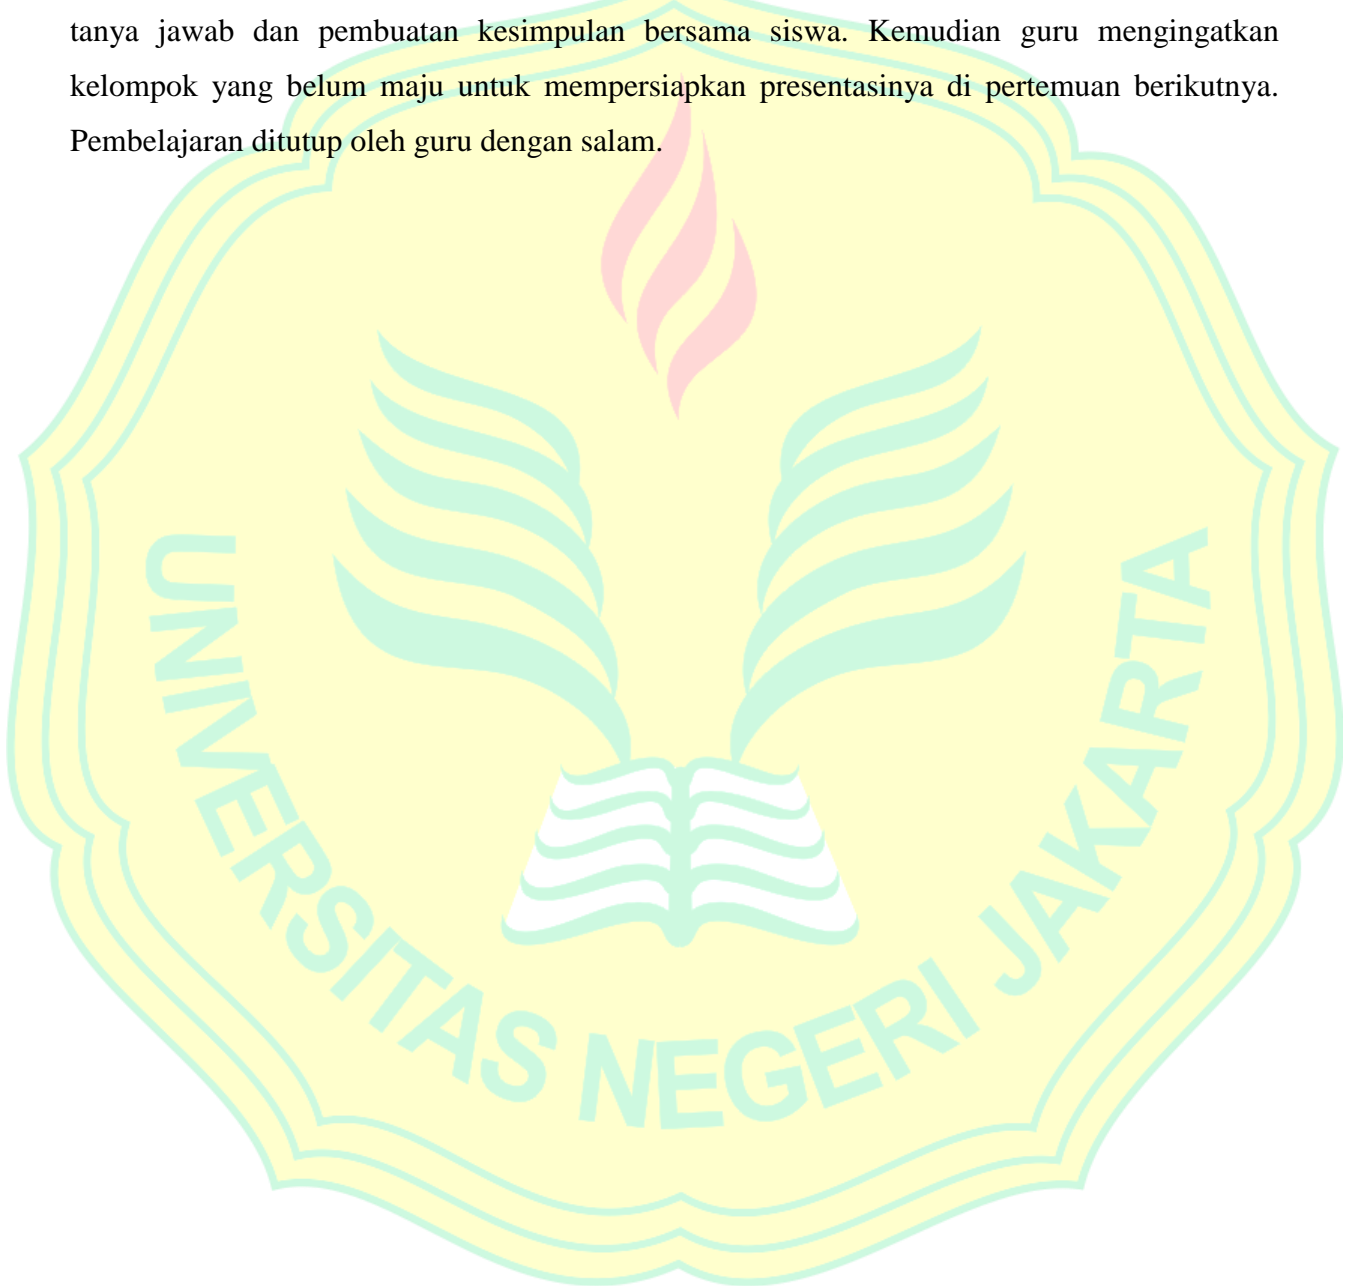 tanya jawab dan pembuatan kesimpulan bersama siswa. Kemudian guru mengingatkan
kelompok yang belum maju untuk mempersiapkan presentasinya di pertemuan berikutnya.
Pembelajaran ditutup oleh guru dengan salam.
UNIVERSITAS NEGERI JAKARTA